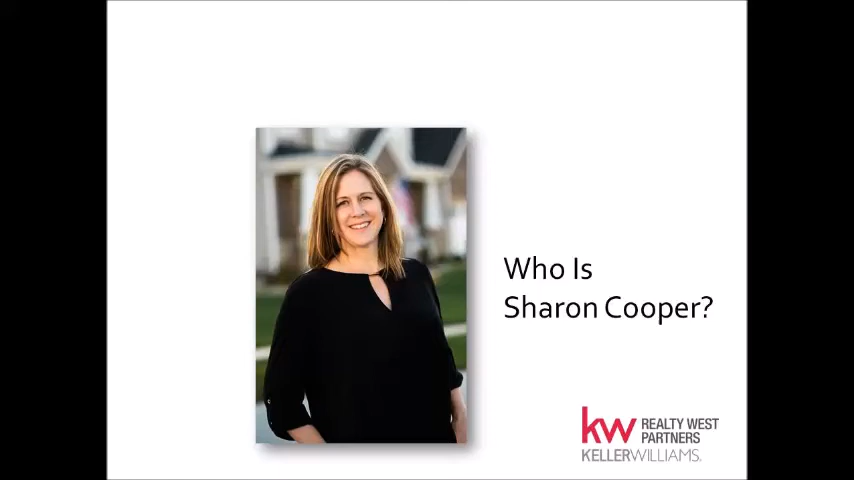 Who Is
Sharon Cooper?
kw REALTY WEST
PARTNERS
KELLERWILLIAMS.